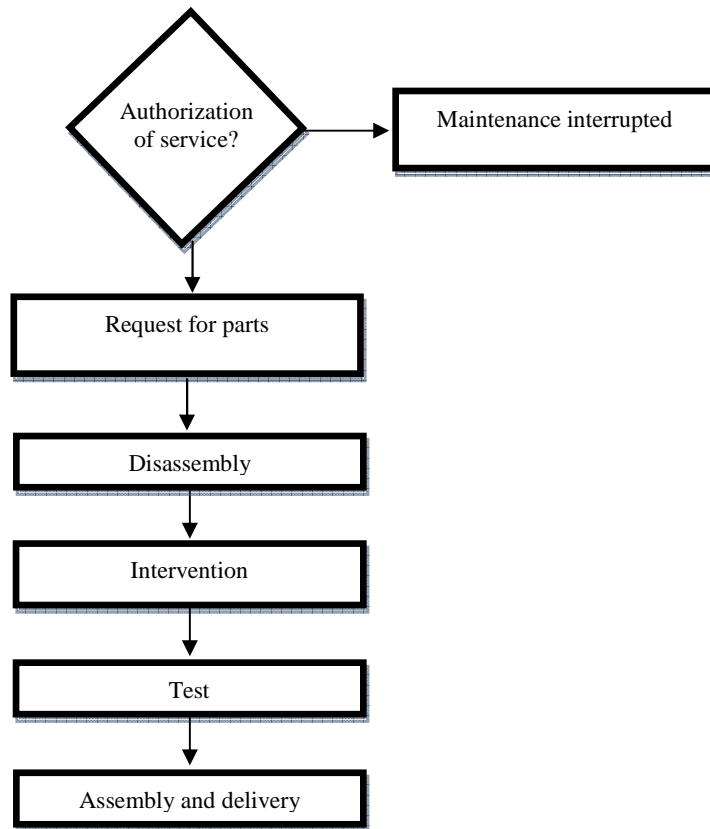 Authorization
of service?
Maintenance interrupted
Request for parts
Disassembly
Intervention
Test
Assembly and delivery